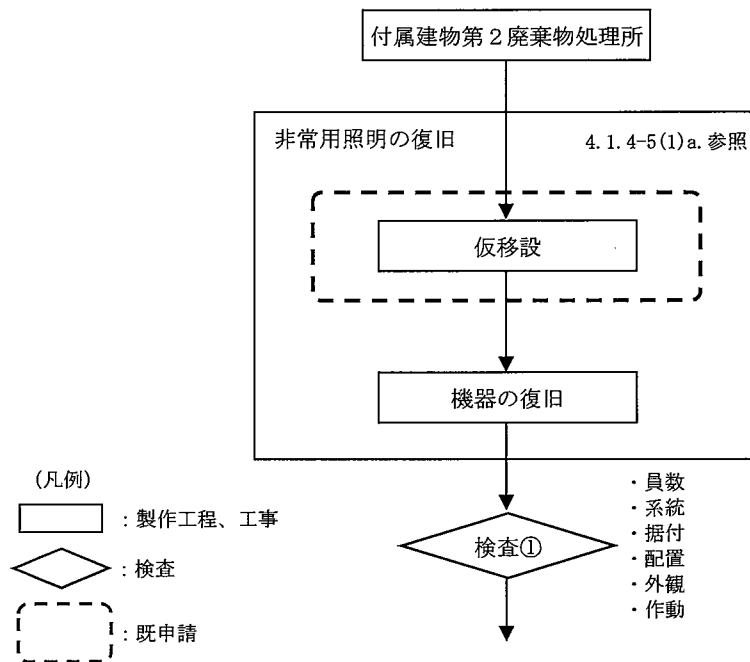 付属建物第2廃棄物処理所
非常用照明の復旧
4.1.4-5(1)a.参照
仮移設
機器の復旧
検査①
・員数
・系統
・据付
・配置
・外観
・作動
(凡例)
：製作工程、工事
：検査
：既申請